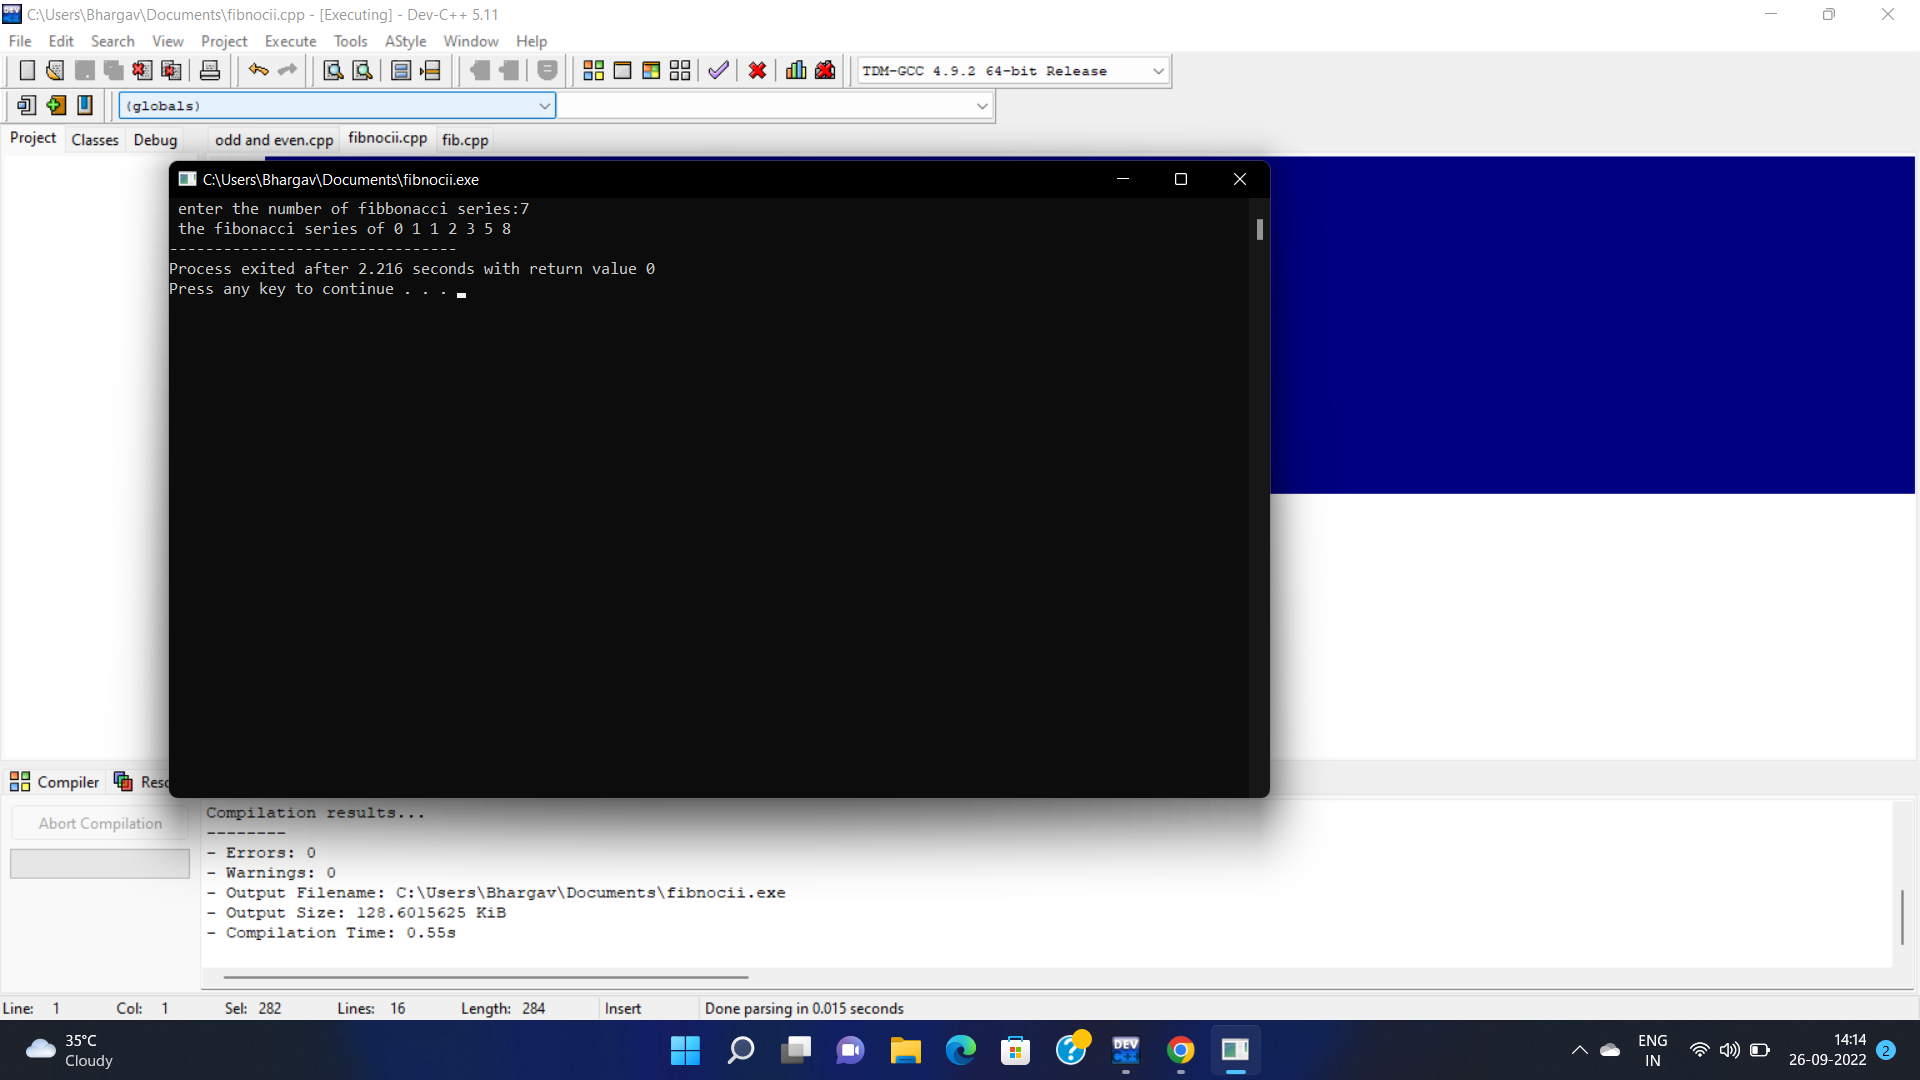 C:\Users\Bhargav\Documents\fibnocii.cpp - [Executing] - Dev-C++ 5.11
File Edit Search View Project Execute Tools AStyle Window Help
TDM-GCC 4.9.2 64-bit Release
(globals)
Project Classes Debug odd and even.cpp fibnocii.cpp fib.cpp
C:\Users\Bhargav\Documents\fibnocii.exe
enter the number of fibbonacci series:7
the fibonacci series of 0 1 1 2 3 5 8
--------------------------------
Process exited after 2.216 seconds with return value 0
Press any key to continue . . .
Compiler Reso
Abort Compilation
Compilation results...
--------
- Errors: 0
- Warnings: 0
- Output Filename: C:\Users\Bhargav\Documents\fibnocii.exe
- Output Size: 128.6015625 KiB
- Compilation Time: 0.55s
Line: 1 Col: 1 Sel: 282 Lines: 16 Length: 284 Insert Done parsing in 0.015 seconds
35°C
Cloudy
DEV
C++
ENG
IN
14:14
26-09-2022
2